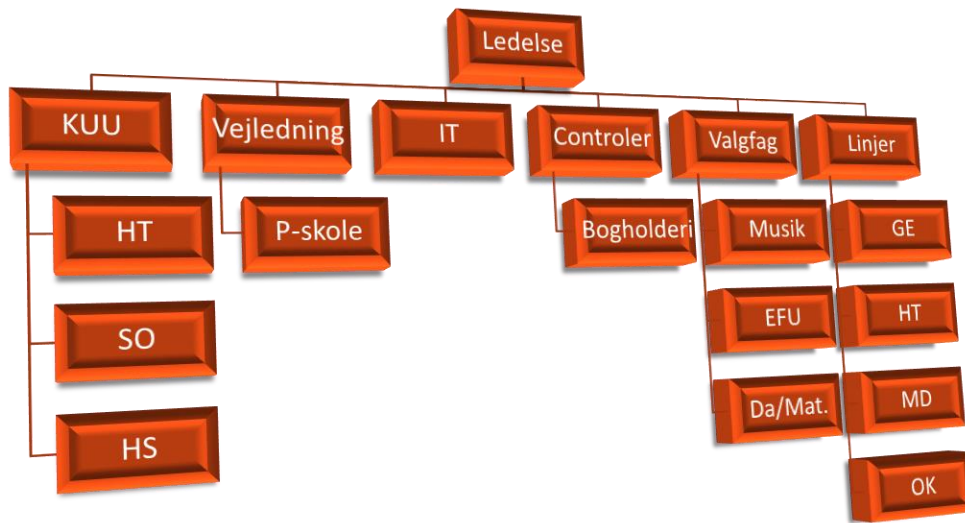 Ledelse
KUU
Vejledning
IT
Controler
Valgfag
Linjer
HT
P-skole
Bogholderi
Musik
GE
SO
EFU
HT
HS
Da/Mat.
MD
OK